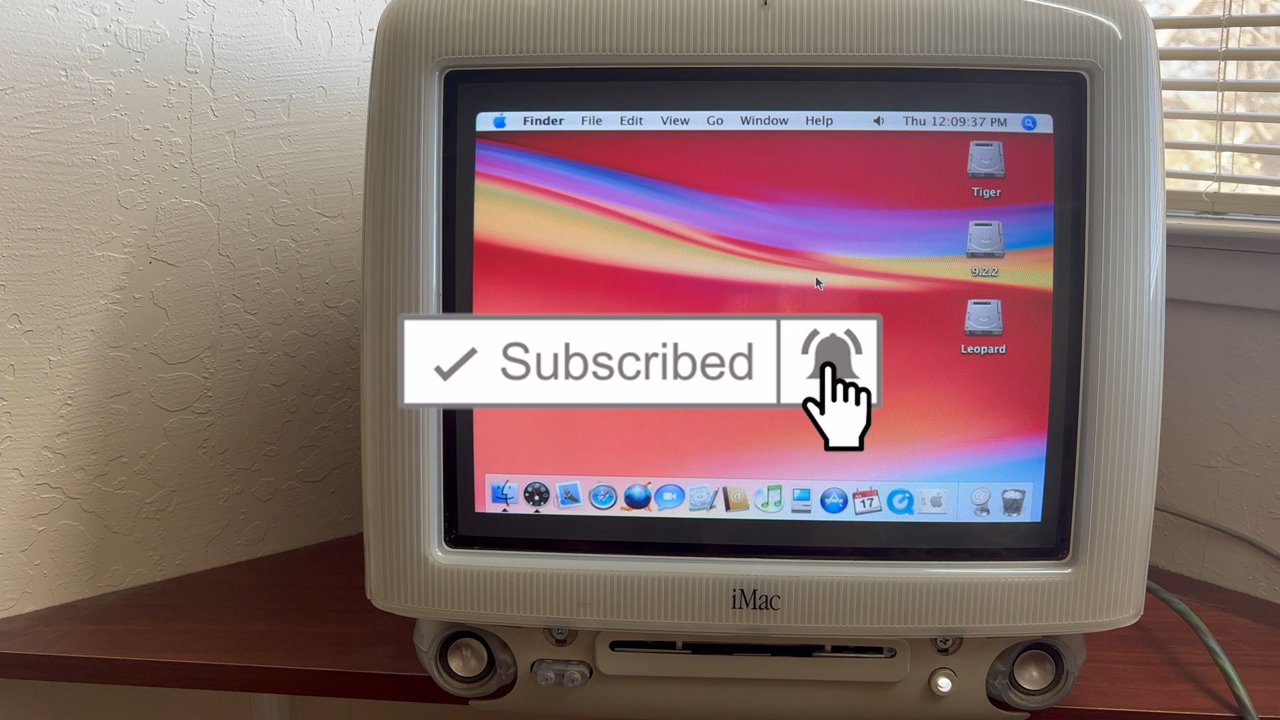 Finder File Edit View Go Window Help Thu 12:09:37 PM
Tiger
9.2.2
Leopard
Subscribed
17
iMac